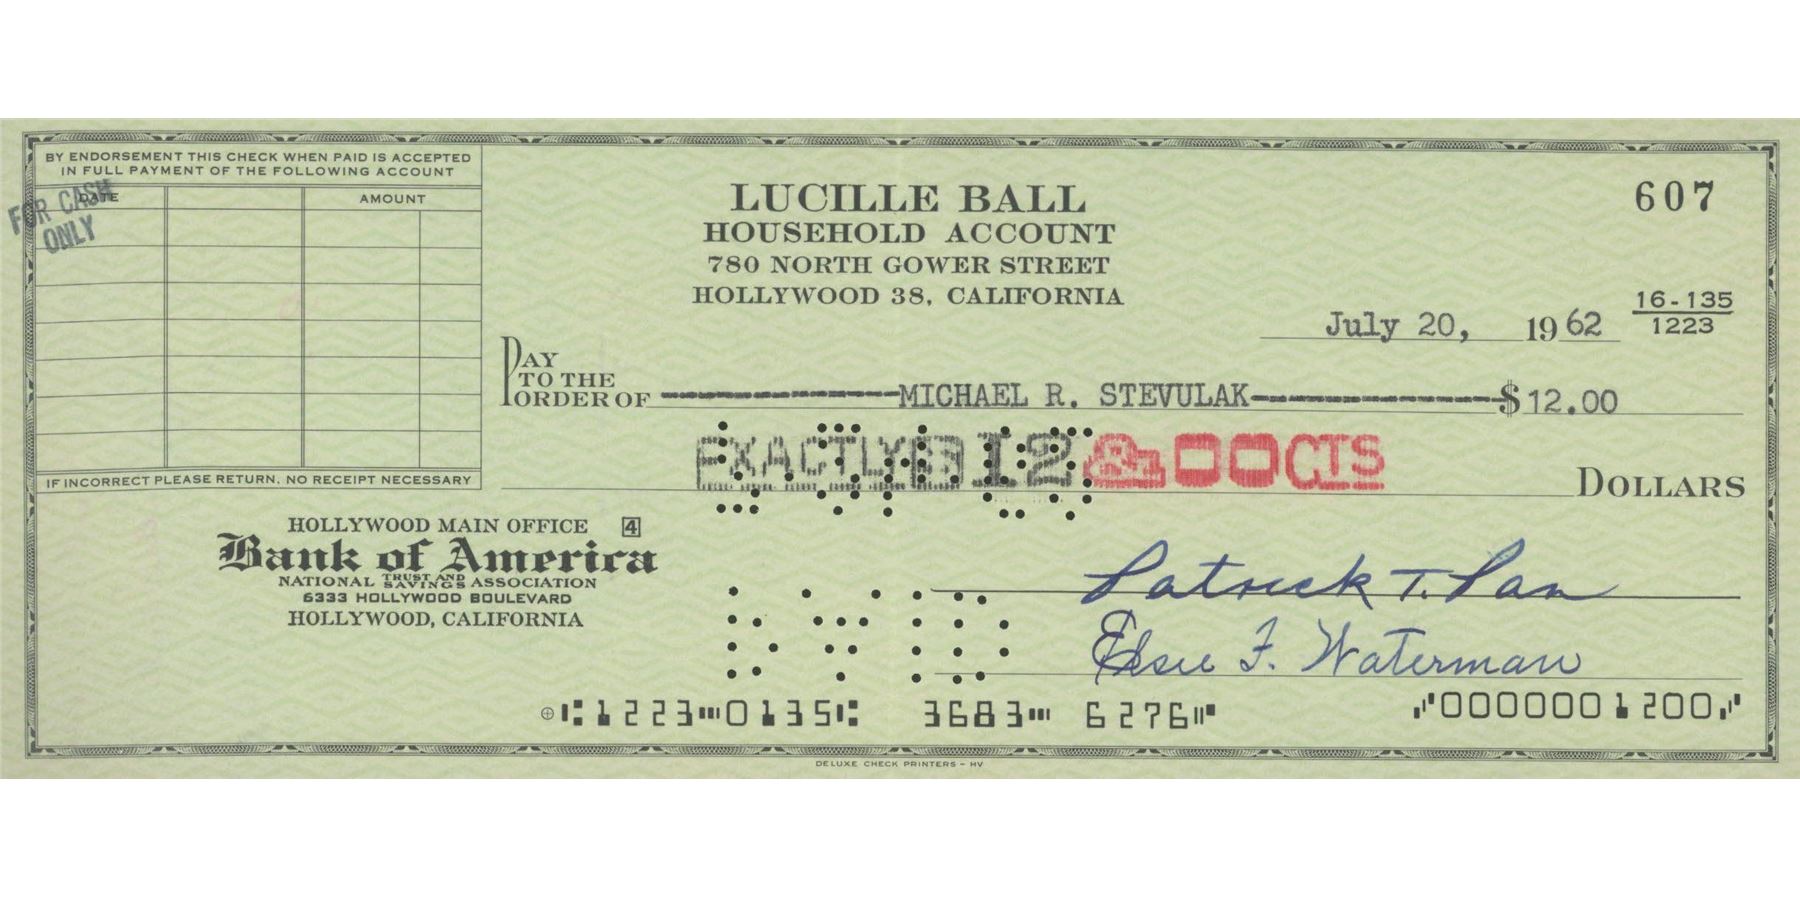 BY ENDORSEMENT THIS CHECK WHEN PAID IS ACCEPTED
IN FULL PAYMENT OF THE FOLLOWING ACCOUNT
DATE AMOUNT
FOR CASH
ONLY
IF INCORRECT PLEASE RETURN. NO RECEIPT NECESSARY
LUCILLE BALL
HOUSEHOLD ACCOUNT
780 NORTH GOWER STREET
HOLLYWOOD 38, CALIFORNIA
607
16-135
1223
July 20, 1962
PAY
TO THE
ORDER OF MICHAEL R. STEVULAK $12.00
EXACTLY $12 & 00 CTS
DOLLARS
HOLLYWOOD MAIN OFFICE 4
Bank of America
NATIONAL TRUST AND SAVINGS ASSOCIATION
6333 HOLLYWOOD BOULEVARD
HOLLYWOOD, CALIFORNIA
Patrick T.
Elsie F. Waterman
⑆1223⑉0135⑆ 3683⑉ 6276⑈ ⑇0000001200⑇
DELUXE CHECK PRINTERS - HV